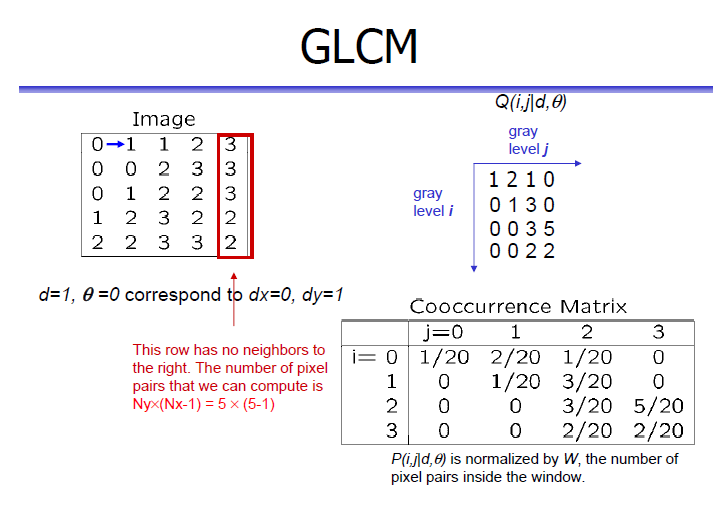 GLCM
Image
0→1 1 2 3
0 0 2 3 3
0 1 2 2 3
1 2 3 2 2
2 2 3 3 2
d=1, θ =0 correspond to dx=0, dy=1
This row has no neighbors to
the right. The number of pixel
pairs that we can compute is
Ny×(Nx-1) = 5 × (5-1)
Q(i,j|d,θ)
gray
level j
gray
level i
1 2 1 0
0 1 3 0
0 0 3 5
0 0 2 2
Cooccurrence Matrix
j=0 1 2 3
i= 0 1/20 2/20 1/20 0
1 0 1/20 3/20 0
2 0 0 3/20 5/20
3 0 0 2/20 2/20
P(i,j|d,θ) is normalized by W, the number of
pixel pairs inside the window.